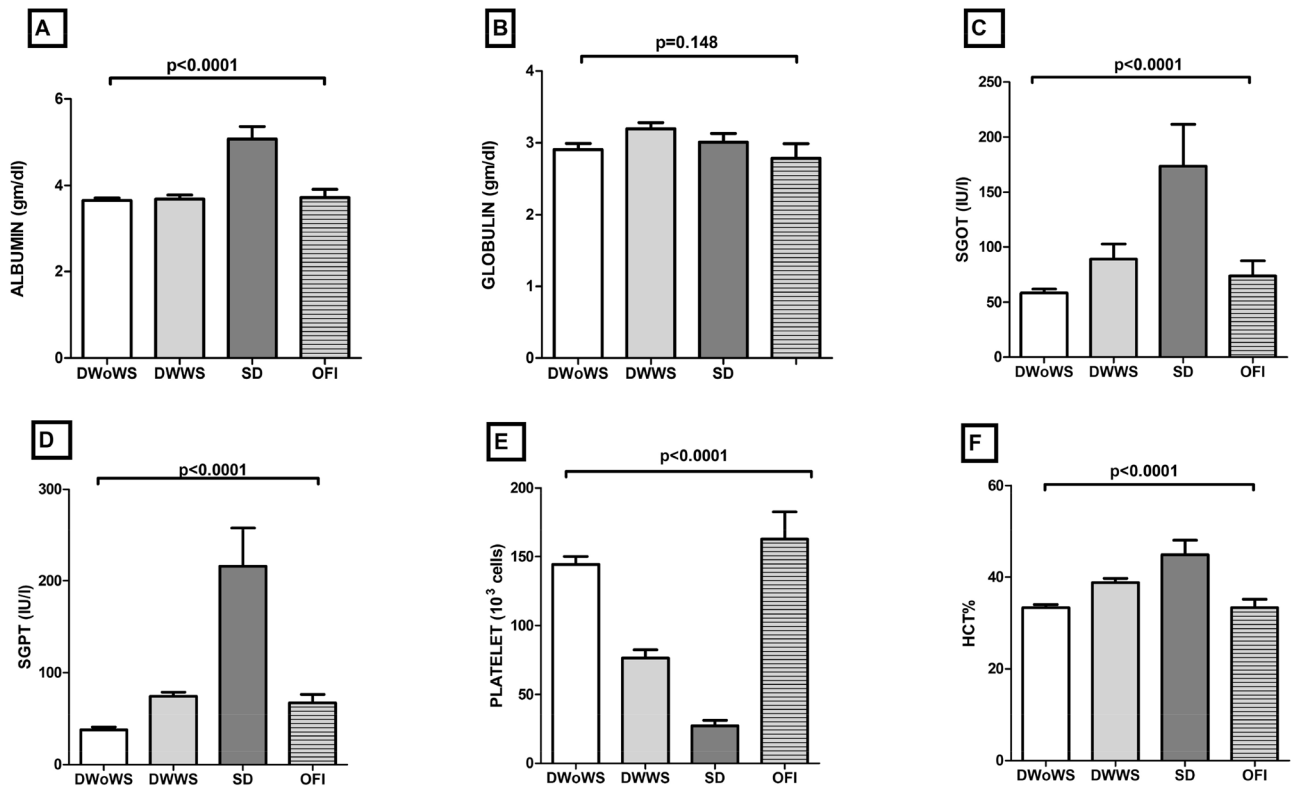 A
p<0.0001
ALBUMIN (gm/dl)
6
4
2
0
DWoWS DWWS SD OFI
B
p=0.148
GLOBULIN (gm/dl)
4
3
2
1
0
DWoWS DWWS SD
C
p<0.0001
SGOT (IU/l)
250
200
150
100
50
0
DWoWS DWWS SD OFI
D
p<0.0001
SGPT (IU/l)
300
200
100
0
DWoWS DWWS SD OFI
E
p<0.0001
PLATELET (10³ cells)
200
150
100
50
0
DWoWS DWWS SD OFI
F
p<0.0001
HCT%
60
40
20
0
DWoWS DWWS SD OFI